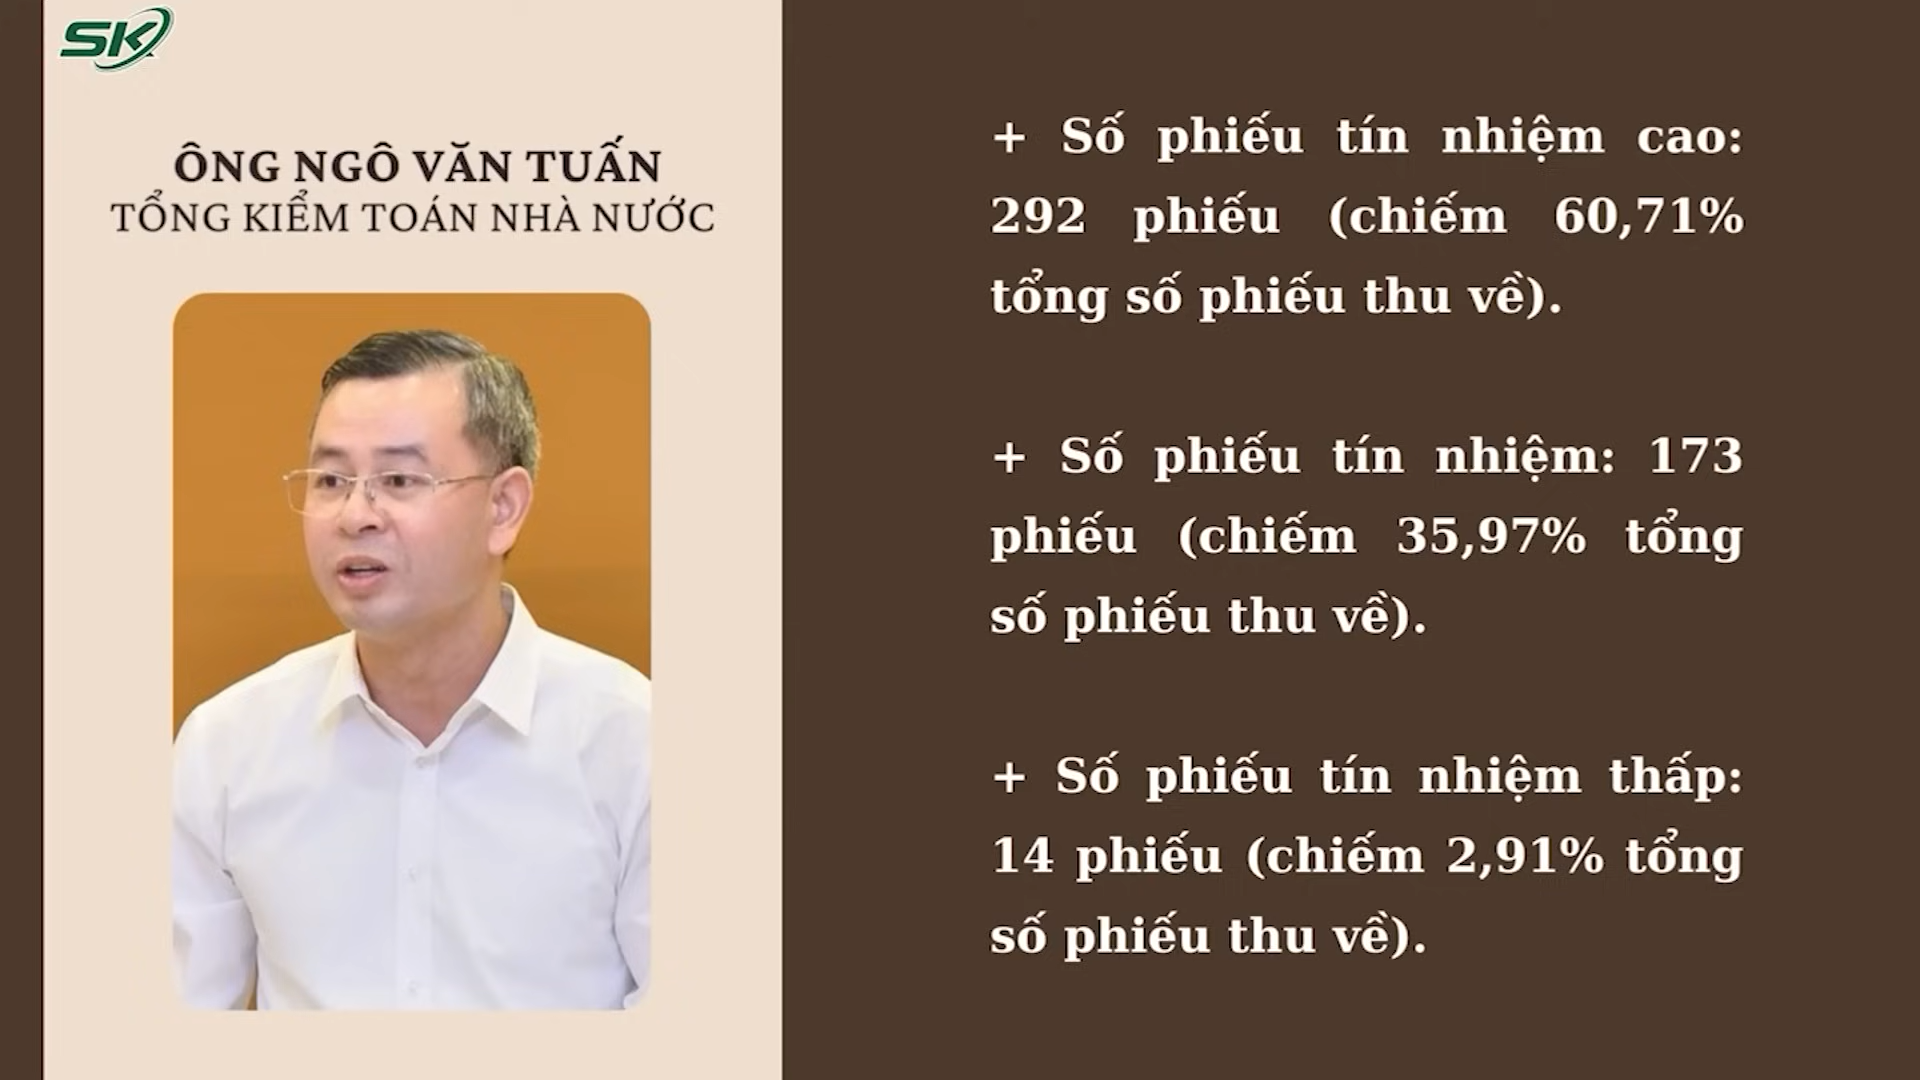 SK
ÔNG NGÔ VĂN TUẤN
TỔNG KIỂM TOÁN NHÀ NƯỚC
+ Số phiếu tín nhiệm cao:
292 phiếu (chiếm 60,71%
tổng số phiếu thu về).
+ Số phiếu tín nhiệm: 173
phiếu (chiếm 35,97% tổng
số phiếu thu về).
+ Số phiếu tín nhiệm thấp:
14 phiếu (chiếm 2,91% tổng
số phiếu thu về).